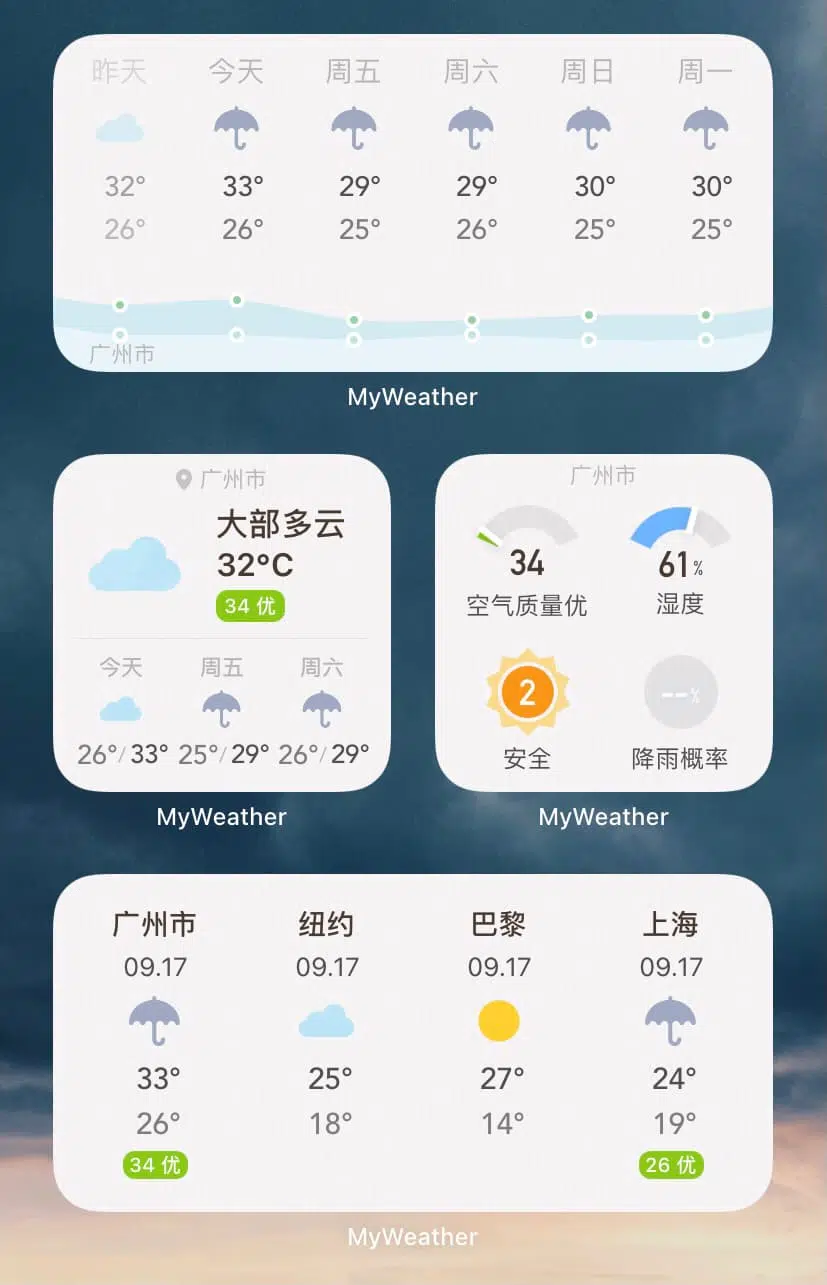 昨天 今天 周五 周六 周日 周一
32° 33° 29° 29° 30° 30°
26° 26° 25° 26° 25° 25°
广州市
MyWeather
广州市
大部多云
32°C
34 优
今天 周五 周六
26°/33° 25°/29° 26°/29°
MyWeather
广州市
34 61%
空气质量优 湿度
2 --%
安全 降雨概率
MyWeather
广州市 纽约 巴黎 上海
09.17 09.17 09.17 09.17
33° 25° 27° 24°
26° 18° 14° 19°
34 优 26 优
MyWeather